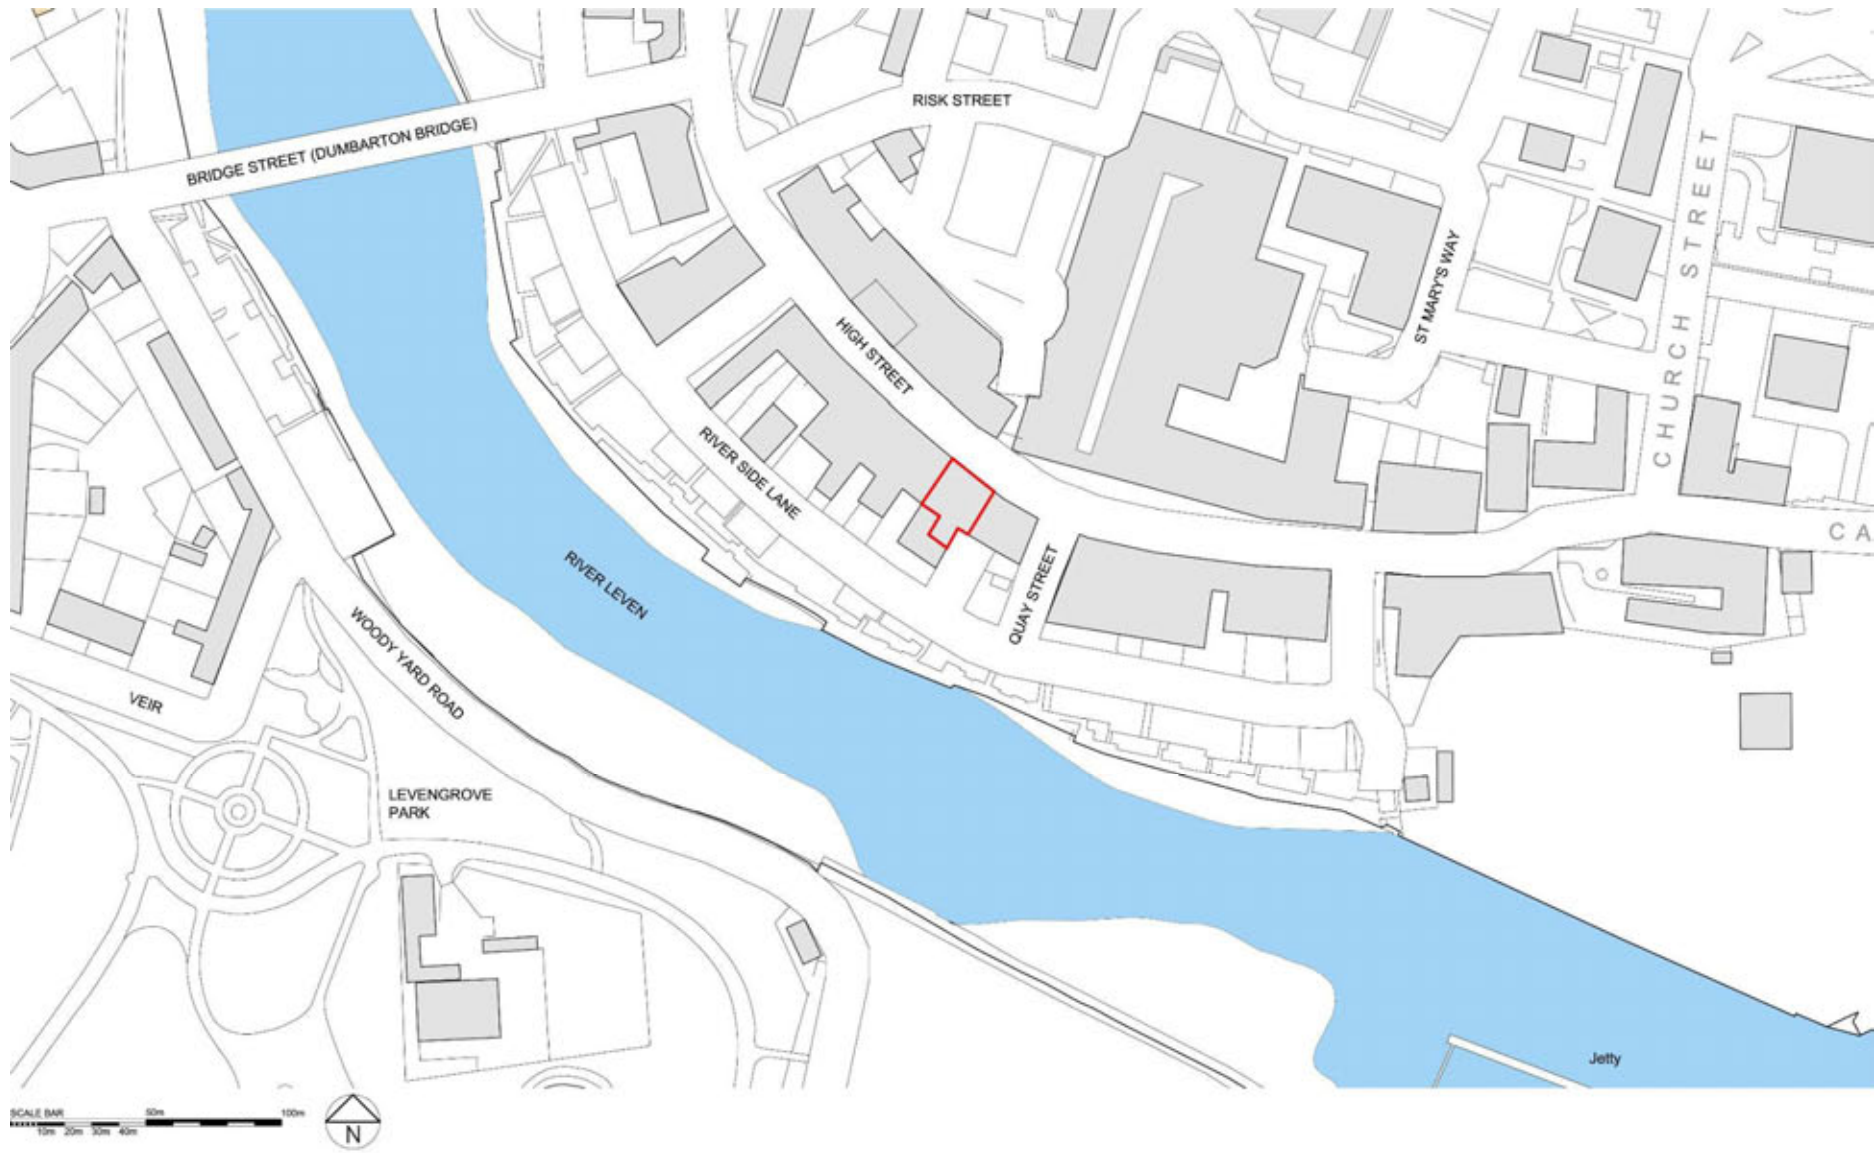 RISK STREET
BRIDGE STREET (DUMBARTON BRIDGE)
CHURCH STREET
ST MARY'S WAY
HIGH STREET
RIVER SIDE LANE
CA
QUAY STREET
RIVER LEVEN
WOODY YARD ROAD
VEIR
LEVENGROVE
PARK
Jetty
SCALE BAR 50m 100m
10m 20m 30m 40m
N